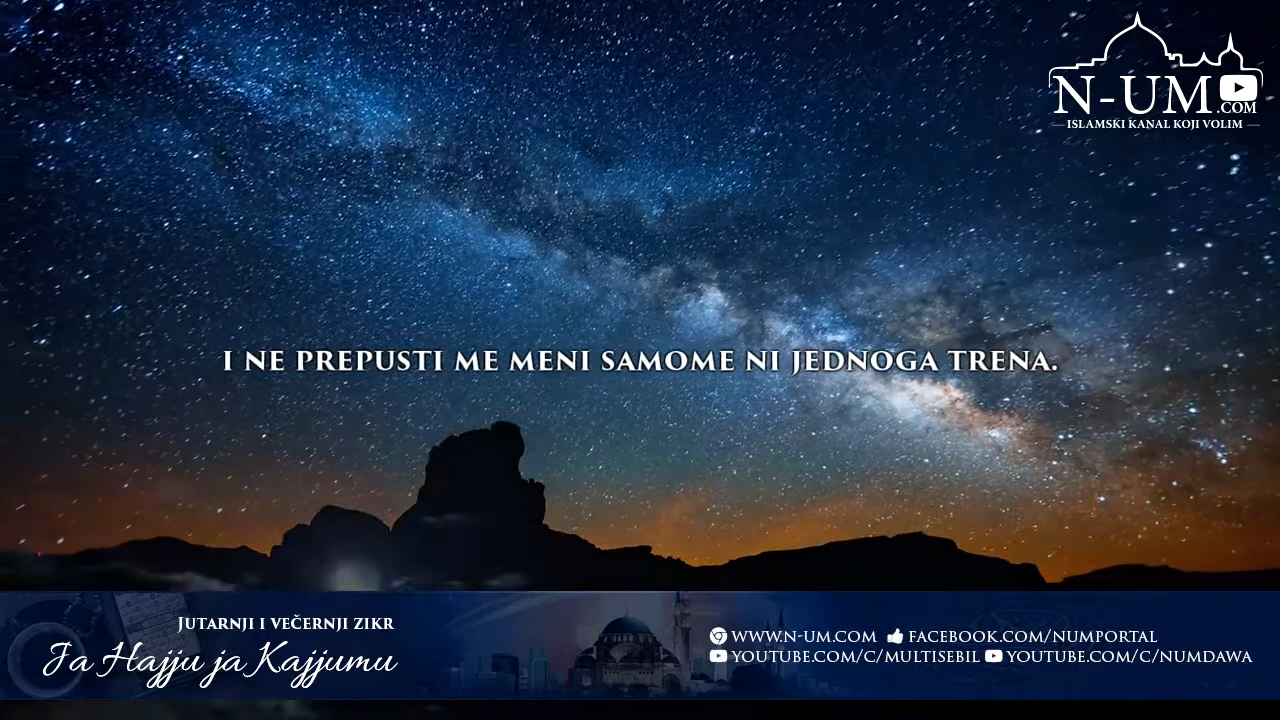 N-UM
.COM
ISLAMSKI KANAL KOJI VOLIM
I NE PREPUSTI ME MENI SAMOME NI JEDNOGA TRENA.
JUTARNJI I VEČERNJI ZIKR
Ja Hajju ja Kajjumu
WWW.N-UM.COM FACEBOOK.COM/NUMPORTAL
YOUTUBE.COM/C/MULTISEBIL YOUTUBE.COM/C/NUMDAWA